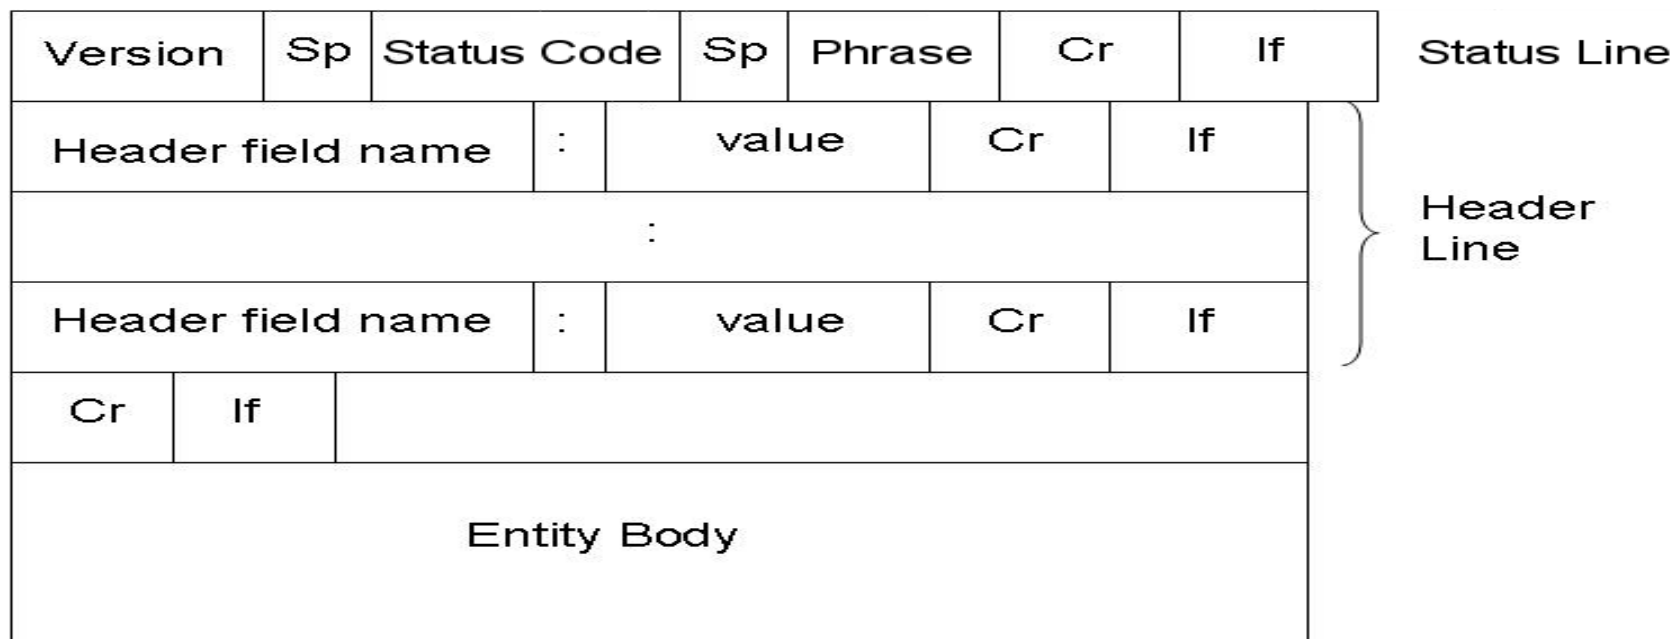 Version Sp Status Code Sp Phrase Cr lf Status Line
Header field name : value Cr lf
:
Header Line
Header field name : value Cr lf
Cr lf
Entity Body